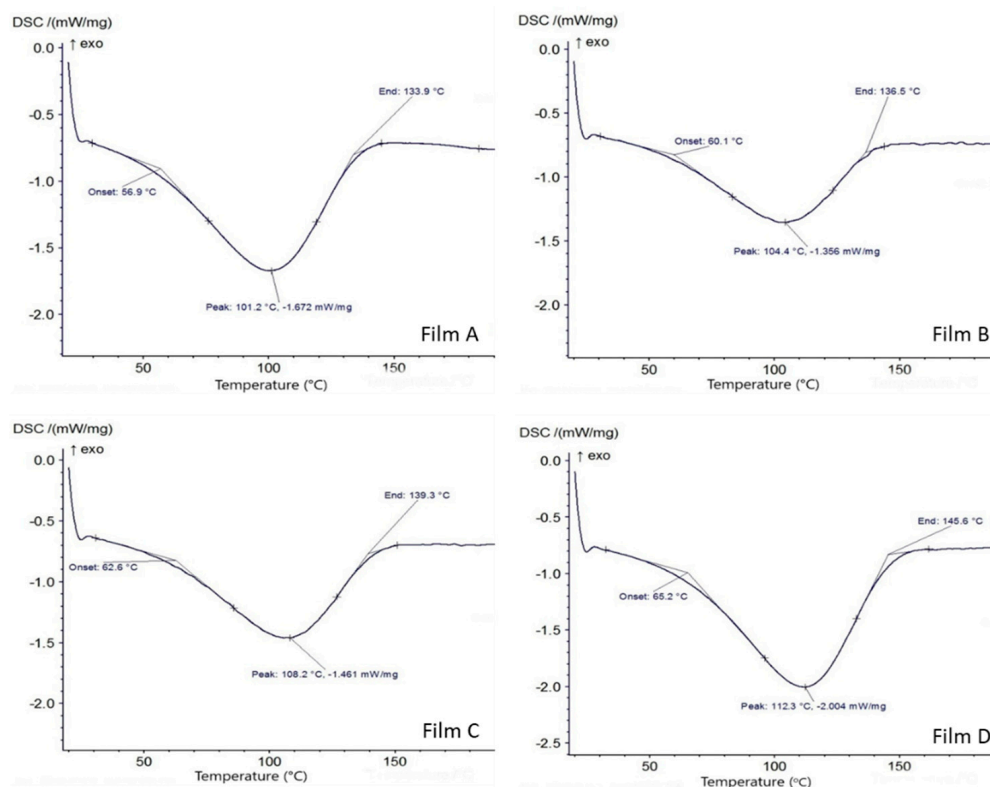 DSC /(mW/mg)
↑ exo
0.0
-0.5
-1.0
-1.5
-2.0
End: 133.9 °C
Onset: 56.9 °C
Peak: 101.2 °C, -1.672 mW/mg
Film A
50
100
150
Temperature (°C)
DSC /(mW/mg)
↑ exo
0.0
-0.5
-1.0
-1.5
-2.0
End: 136.5 °C
Onset: 60.1 °C
Peak: 104.4 °C, -1.356 mW/mg
Film B
50
100
150
Temperature (°C)
DSC /(mW/mg)
↑ exo
0.0
-0.5
-1.0
-1.5
-2.0
End: 139.3 °C
Onset: 62.6 °C
Peak: 108.2 °C, -1.461 mW/mg
Film C
50
100
150
Temperature (°C)
DSC /(mW/mg)
↑ exo
0.0
-0.5
-1.0
-1.5
-2.0
-2.5
End: 145.6 °C
Onset: 65.2 °C
Peak: 112.3 °C, -2.004 mW/mg
Film D
50
100
150
Temperature (°C)